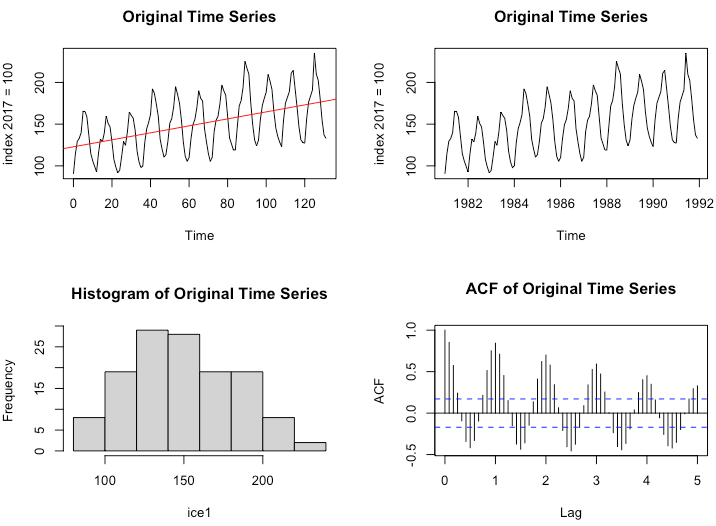 Original Time Series
index 2017 = 100
200
150
100
0 20 40 60 80 100 120
Time
Original Time Series
index 2017 = 100
200
150
100
1982 1984 1986 1988 1990 1992
Time
Histogram of Original Time Series
Frequency
25
15
5
0
100 150 200
ice1
ACF of Original Time Series
ACF
1.0
0.5
0.0
-0.5
0 1 2 3 4 5
Lag